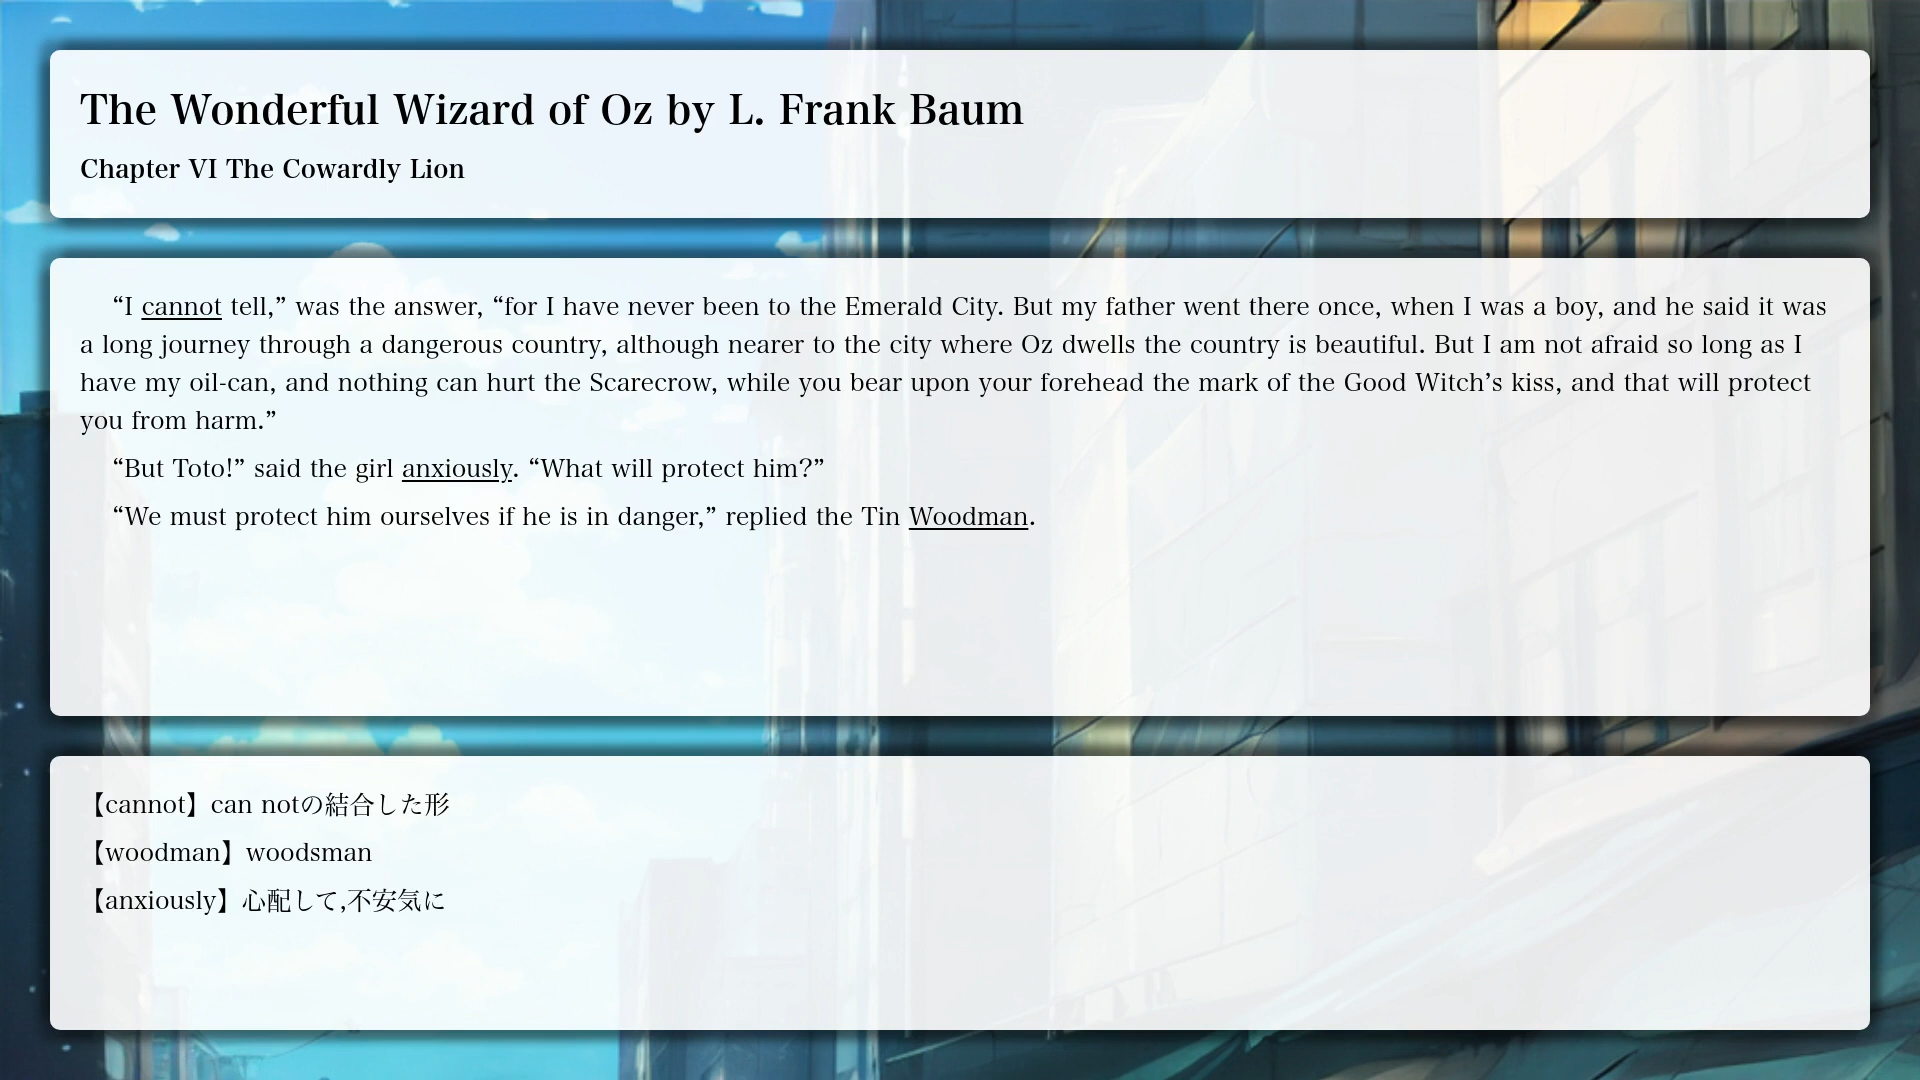 The Wonderful Wizard of Oz by L. Frank Baum
Chapter VI The Cowardly Lion
“I cannot tell,” was the answer, “for I have never been to the Emerald City. But my father went there once, when I was a boy, and he said it was
a long journey through a dangerous country, although nearer to the city where Oz dwells the country is beautiful. But I am not afraid so long as I
have my oil-can, and nothing can hurt the Scarecrow, while you bear upon your forehead the mark of the Good Witch’s kiss, and that will protect
you from harm.”
“But Toto!” said the girl anxiously. “What will protect him?”
“We must protect him ourselves if he is in danger,” replied the Tin Woodman.
【cannot】can notの結合した形
【woodman】woodsman
【anxiously】心配して,不安気に